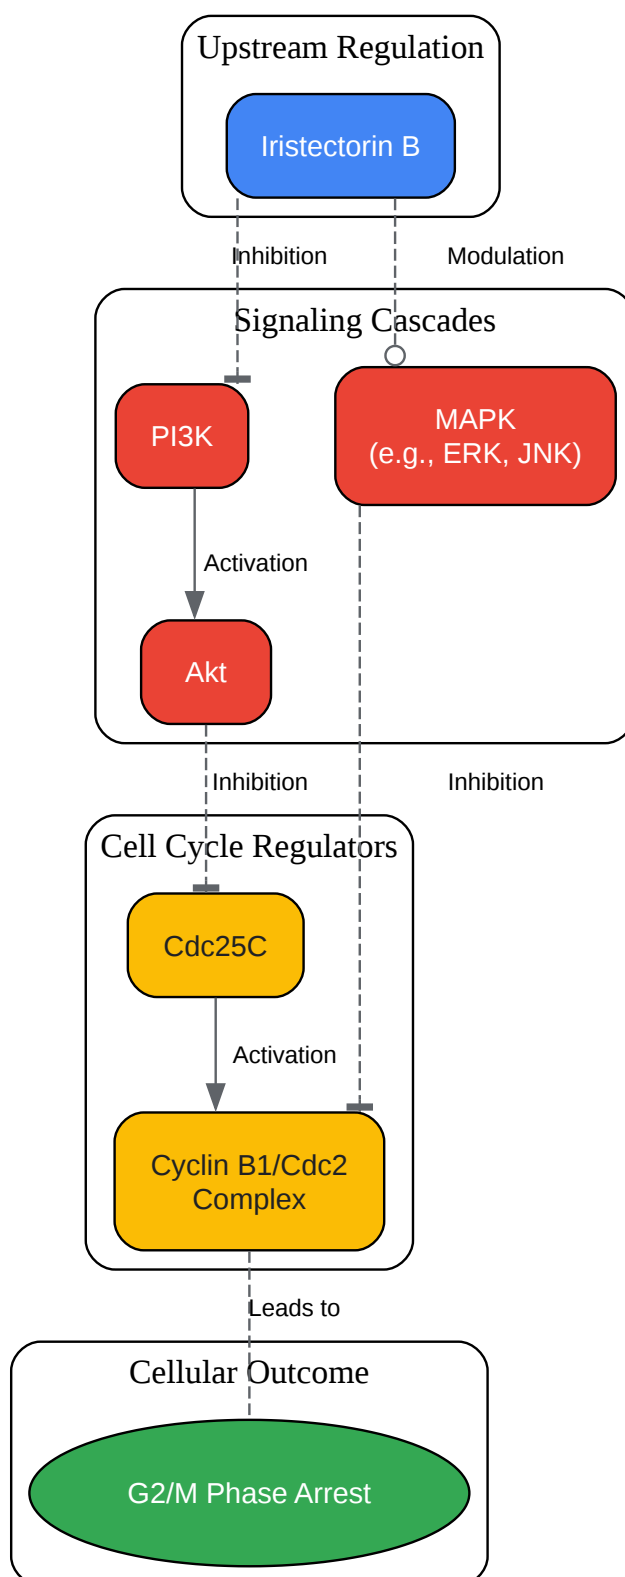 Upstream Regulation
Iristectorin B
Inhibition
Modulation
Signaling Cascades
PI3K
MAPK
(e.g., ERK, JNK)
Activation
Akt
Inhibition
Inhibition
Cell Cycle Regulators
Cdc25C
Activation
Cyclin B1/Cdc2
Complex
Leads to
Cellular Outcome
G2/M Phase Arrest